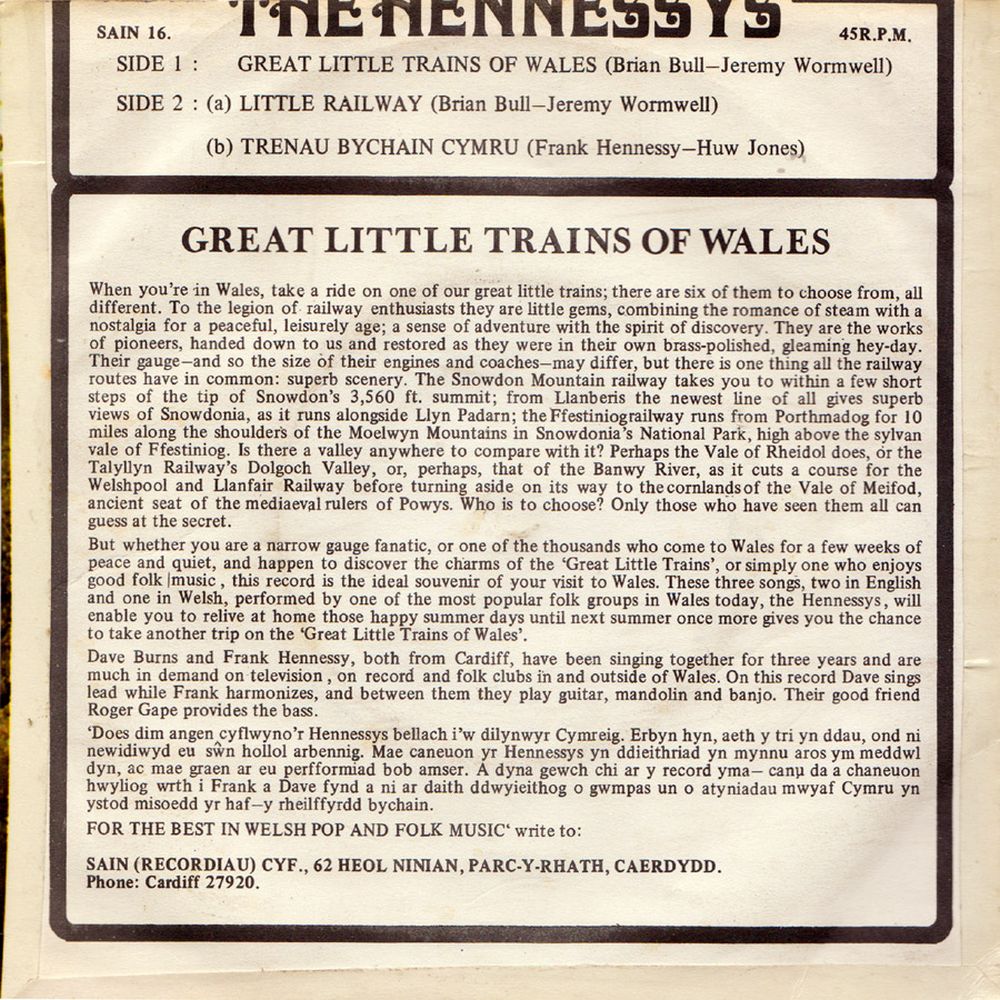 THE HENNESSYS
SAIN 16.
45R.P.M.
SIDE 1 : GREAT LITTLE TRAINS OF WALES (Brian Bull—Jeremy Wormwell)
SIDE 2 : (a) LITTLE RAILWAY (Brian Bull—Jeremy Wormwell)
(b) TRENAU BYCHAIN CYMRU (Frank Hennessy—Huw Jones)
GREAT LITTLE TRAINS OF WALES
When you're in Wales, take a ride on one of our great little trains; there are six of them to choose from, all
different. To the legion of railway enthusiasts they are little gems, combining the romance of steam with a
nostalgia for a peaceful, leisurely age; a sense of adventure with the spirit of discovery. They are the works
of pioneers, handed down to us and restored as they were in their own brass-polished, gleaming hey-day.
Their gauge—and so the size of their engines and coaches—may differ, but there is one thing all the railway
routes have in common: superb scenery. The Snowdon Mountain railway takes you to within a few short
steps of the tip of Snowdon's 3,560 ft. summit; from Llanberis the newest line of all gives superb
views of Snowdonia, as it runs alongside Llyn Padarn; the Ffestiniograilway runs from Porthmadog for 10
miles along the shoulders of the Moelwyn Mountains in Snowdonia's National Park, high above the sylvan
vale of Ffestiniog. Is there a valley anywhere to compare with it? Perhaps the Vale of Rheidol does, or the
Talyllyn Railway's Dolgoch Valley, or, perhaps, that of the Banwy River, as it cuts a course for the
Welshpool and Llanfair Railway before turning aside on its way to the cornlands of the Vale of Meifod,
ancient seat of the mediaeval rulers of Powys. Who is to choose? Only those who have seen them all can
guess at the secret.
But whether you are a narrow gauge fanatic, or one of the thousands who come to Wales for a few weeks of
peace and quiet, and happen to discover the charms of the 'Great Little Trains', or simply one who enjoys
good folk music , this record is the ideal souvenir of your visit to Wales. These three songs, two in English
and one in Welsh, performed by one of the most popular folk groups in Wales today, the Hennessys, will
enable you to relive at home those happy summer days until next summer once more gives you the chance
to take another trip on the 'Great Little Trains of Wales'.
Dave Burns and Frank Hennessy, both from Cardiff, have been singing together for three years and are
much in demand on television , on record and folk clubs in and outside of Wales. On this record Dave sings
lead while Frank harmonizes, and between them they play guitar, mandolin and banjo. Their good friend
Roger Gape provides the bass.
'Does dim angen cyflwyno'r Hennessys bellach i'w dilynwyr Cymreig. Erbyn hyn, aeth y tri yn ddau, ond ni
newidiwyd eu sŵn hollol arbennig. Mae caneuon yr Hennessys yn ddieithriad yn mynnu aros ym meddwl
dyn, ac mae graen ar eu perfformiad bob amser. A dyna gewch chi ar y record yma— canu da a chaneuon
hwyliog wrth i Frank a Dave fynd a ni ar daith ddwyieithog o gwmpas un o atyniadau mwyaf Cymru yn
ystod misoedd yr haf—y rheilffyrdd bychain.
FOR THE BEST IN WELSH POP AND FOLK MUSIC' write to:
SAIN (RECORDIAU) CYF., 62 HEOL NINIAN, PARC-Y-RHATH, CAERDYDD.
Phone: Cardiff 27920.